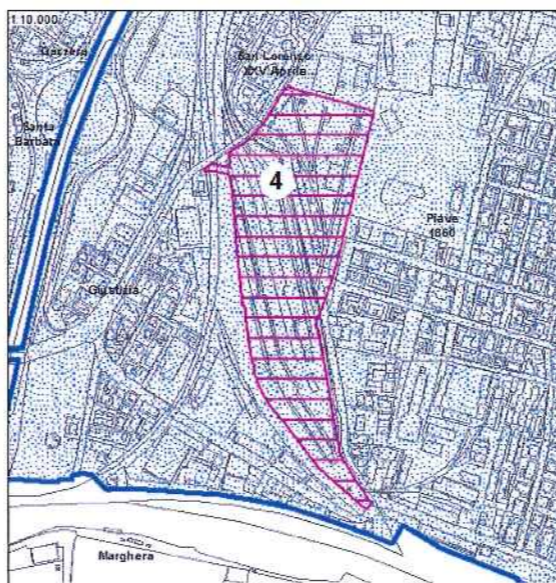 1:10.000
Gazzera
San Lorenzo
XXV Aprile
Santa
Barbara
4
Piave
1860
Giustizia
Marghera